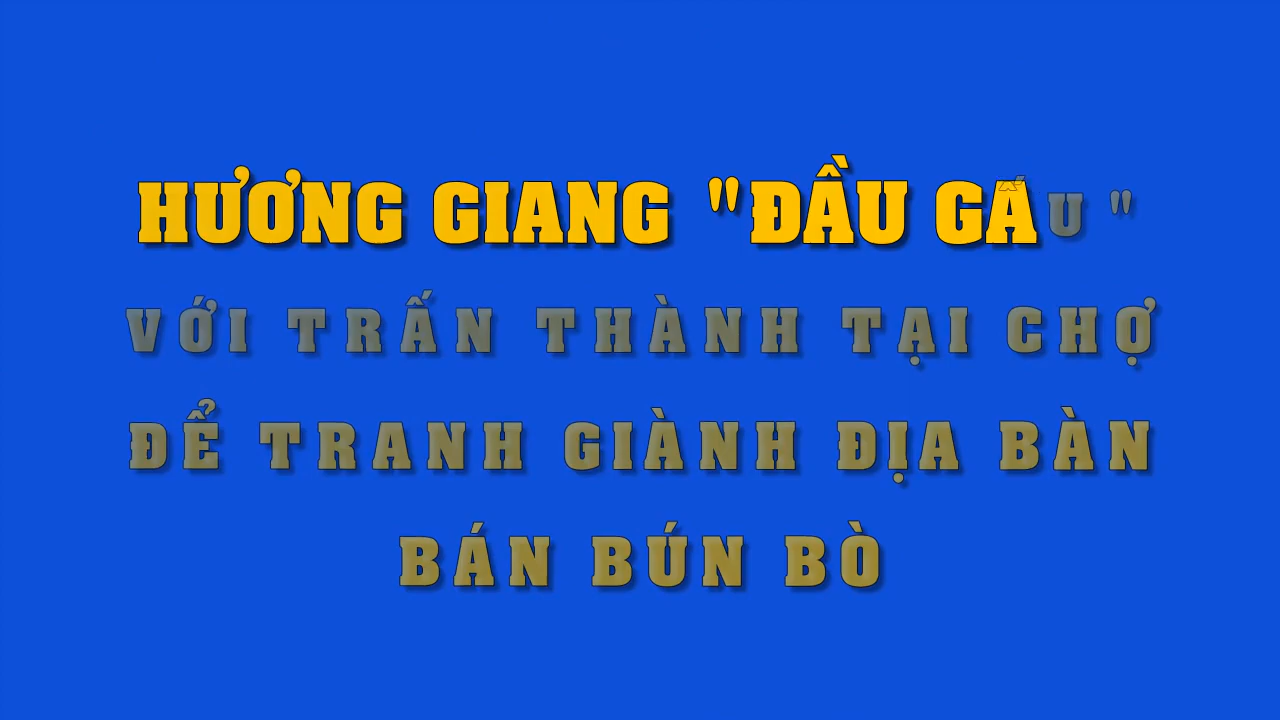 HƯƠNG GIANG "ĐẦU GẤU "
VỚI TRẤN THÀNH TẠI CHỢ
ĐỂ TRANH GIÀNH ĐỊA BÀN
BÁN BÚN BÒ